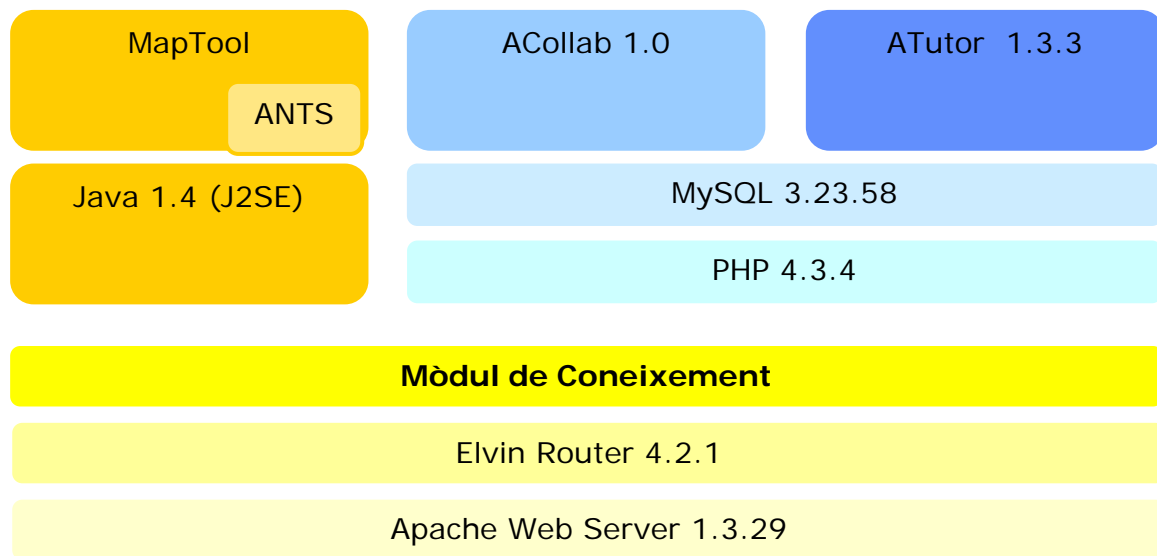 MapTool
ANTS
ACollab 1.0
ATutor 1.3.3
Java 1.4 (J2SE)
MySQL 3.23.58
PHP 4.3.4
Mòdul de Coneixement
Elvin Router 4.2.1
Apache Web Server 1.3.29